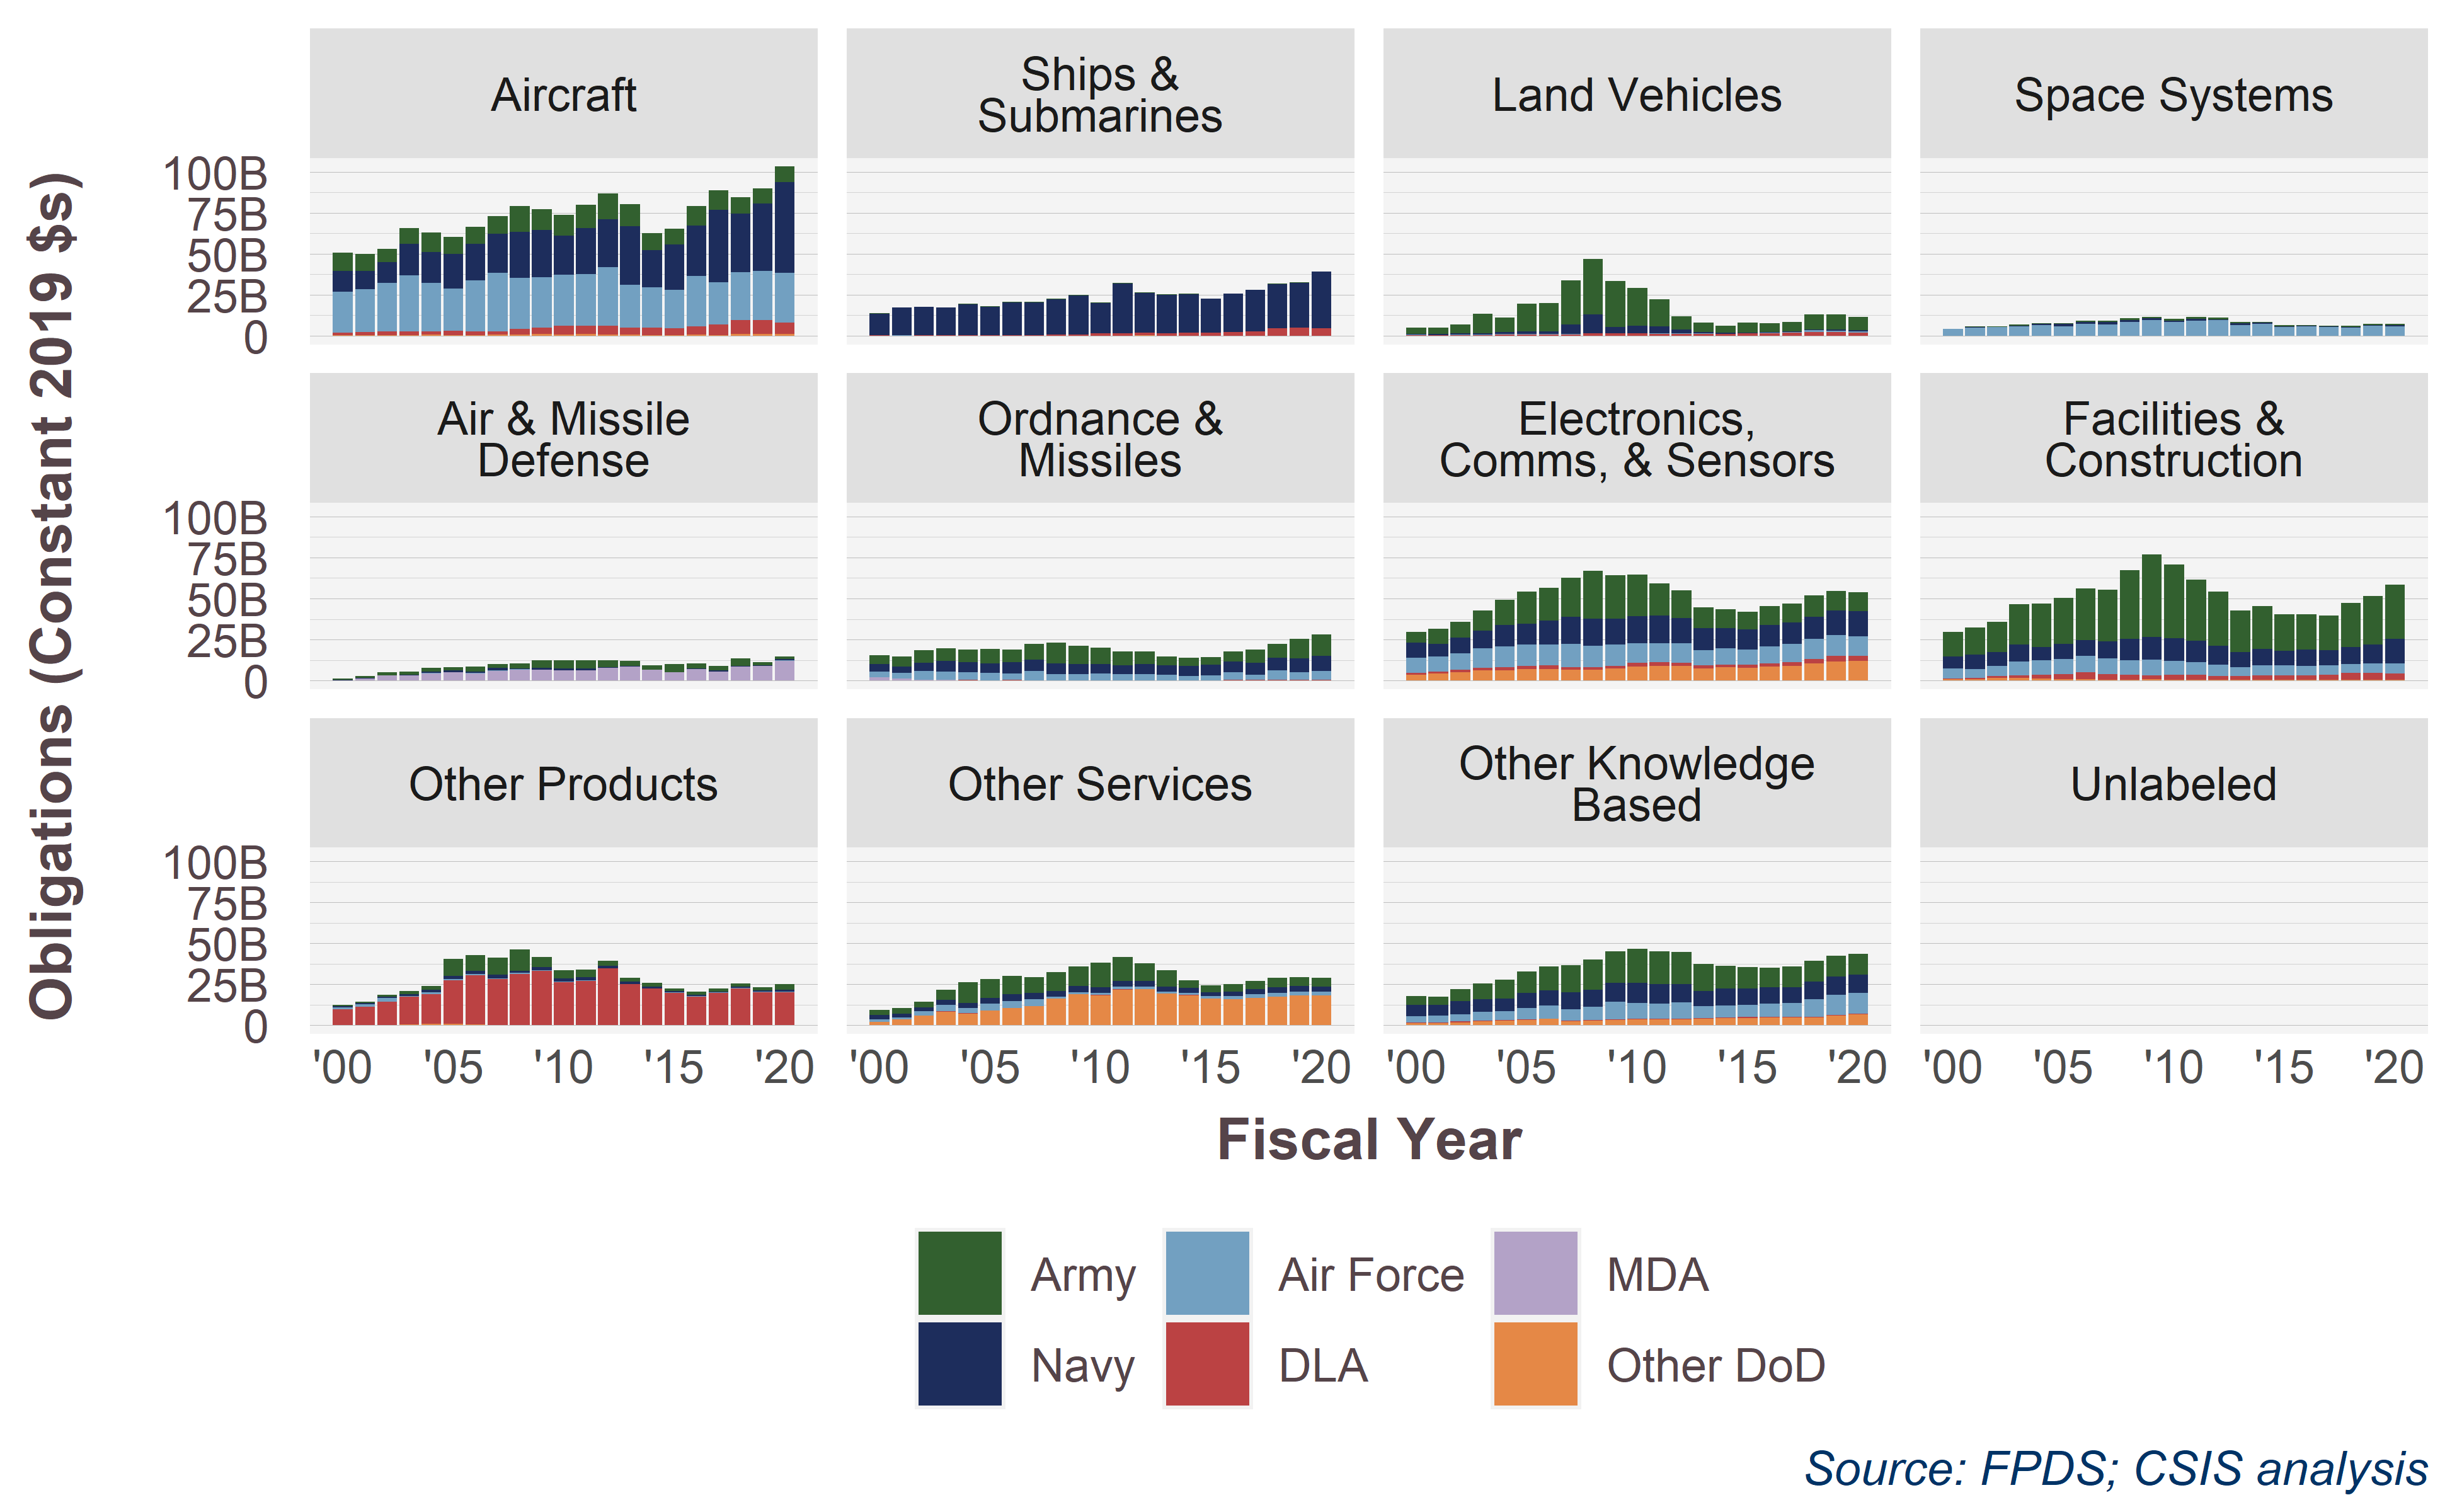 Obligations (Constant 2019 $s)
Aircraft
Ships &
Submarines
Land Vehicles
Space Systems
100B
75B
50B
25B
0
Air & Missile
Defense
Ordnance &
Missiles
Electronics,
Comms, & Sensors
Facilities &
Construction
100B
75B
50B
25B
0
Other Products
Other Services
Other Knowledge
Based
Unlabeled
100B
75B
50B
25B
0
'00 '05 '10 '15 '20
'00 '05 '10 '15 '20
'00 '05 '10 '15 '20
'00 '05 '10 '15 '20
Fiscal Year
Army
Air Force
MDA
Navy
DLA
Other DoD
Source: FPDS; CSIS analysis